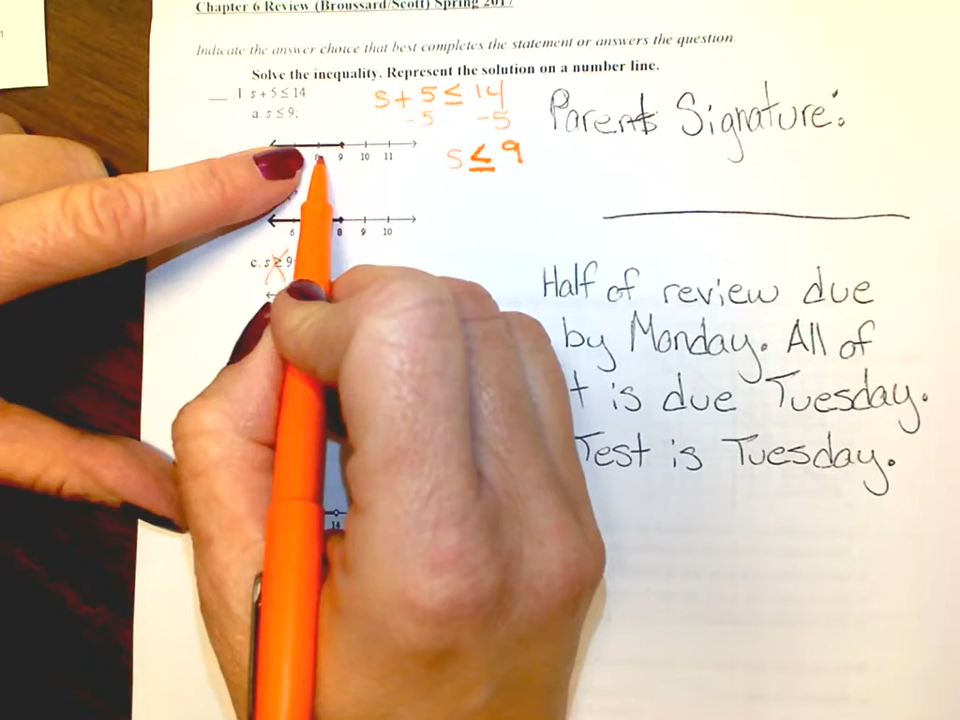 Chapter 6 Review (Broussard/Scott) Spring 2017
Indicate the answer choice that best completes the statement or answers the question.
Solve the inequality. Represent the solution on a number line.
1. s + 5 ≤ 14
a. s ≤ 9;
s + 5 ≤ 14
-5 -5
s ≤ 9
8 9 10 11
6 8 9 10
c. s ≥ 9
14
Parent Signature:
Half of review due
by Monday. All of
t is due Tuesday.
Test is Tuesday.